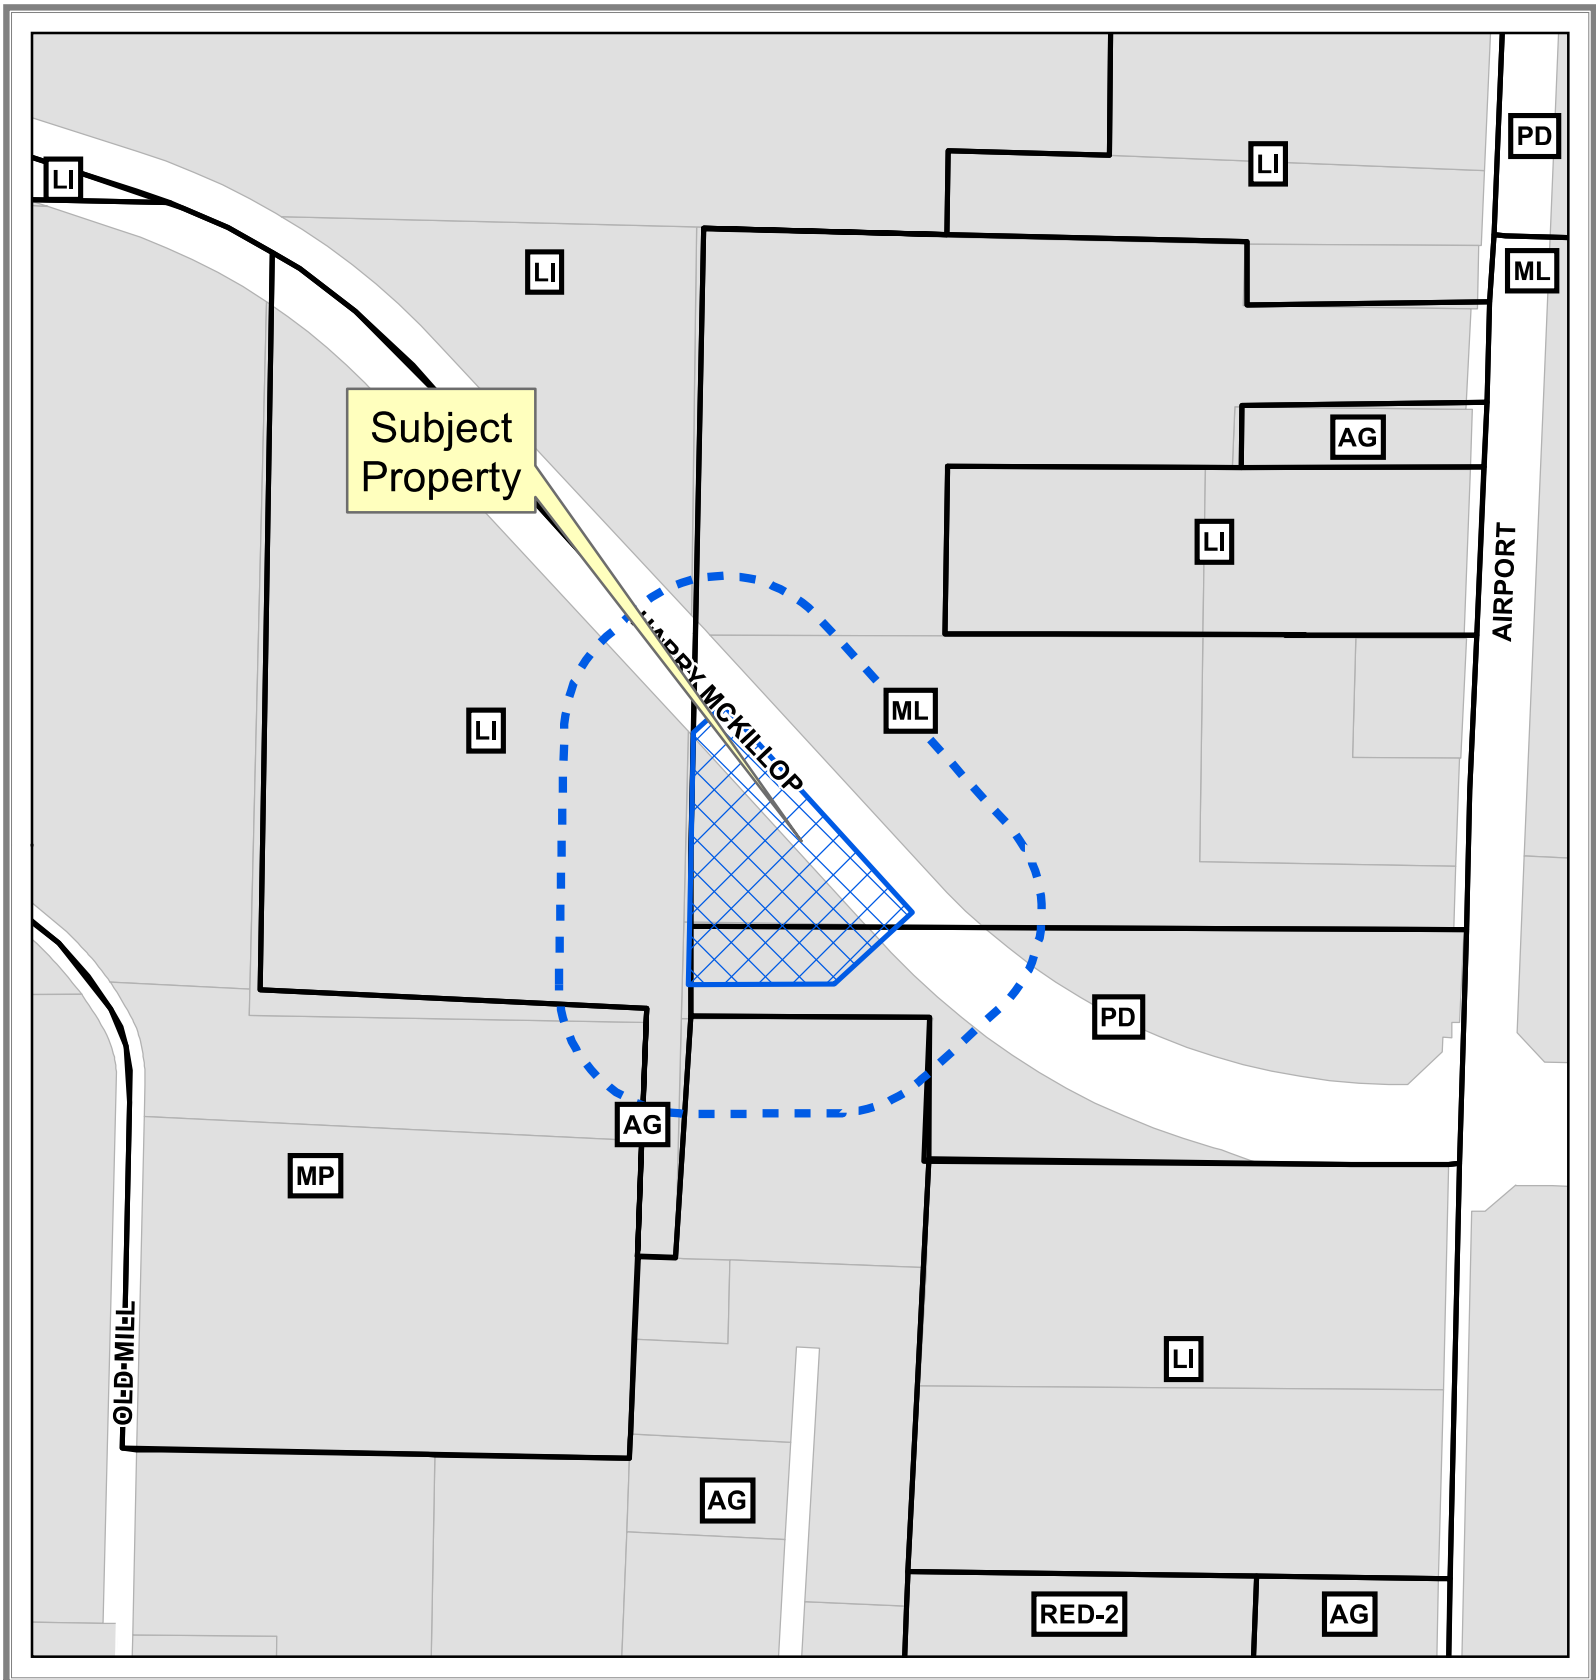 PD
LI
LI
LI
ML
Subject
Property
AG
LI
AIRPORT
HARRY MCKILLOP
ML
LI
PD
AG
MP
OLD MILL
LI
AG
RED-2
AG